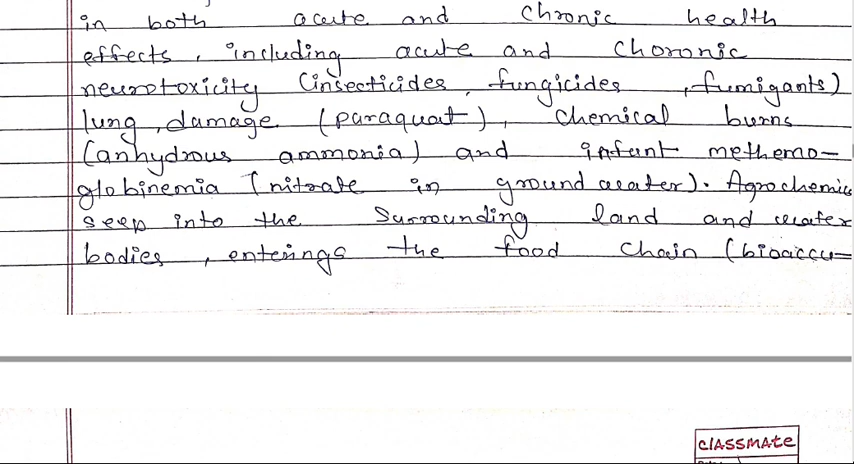 in both acute and chronic health
effects, including acute and choronic
neurotoxicity (insecticides, fungicides, fumigants)
lung, damage (paraquat), chemical burns
(anhydrous ammonia) and infant methemo-
globinemia (nitrate in ground water). Agrochemic
seep into the surrounding land and water
bodies, enterings the food chain (bioaccu-
CLASSMATE